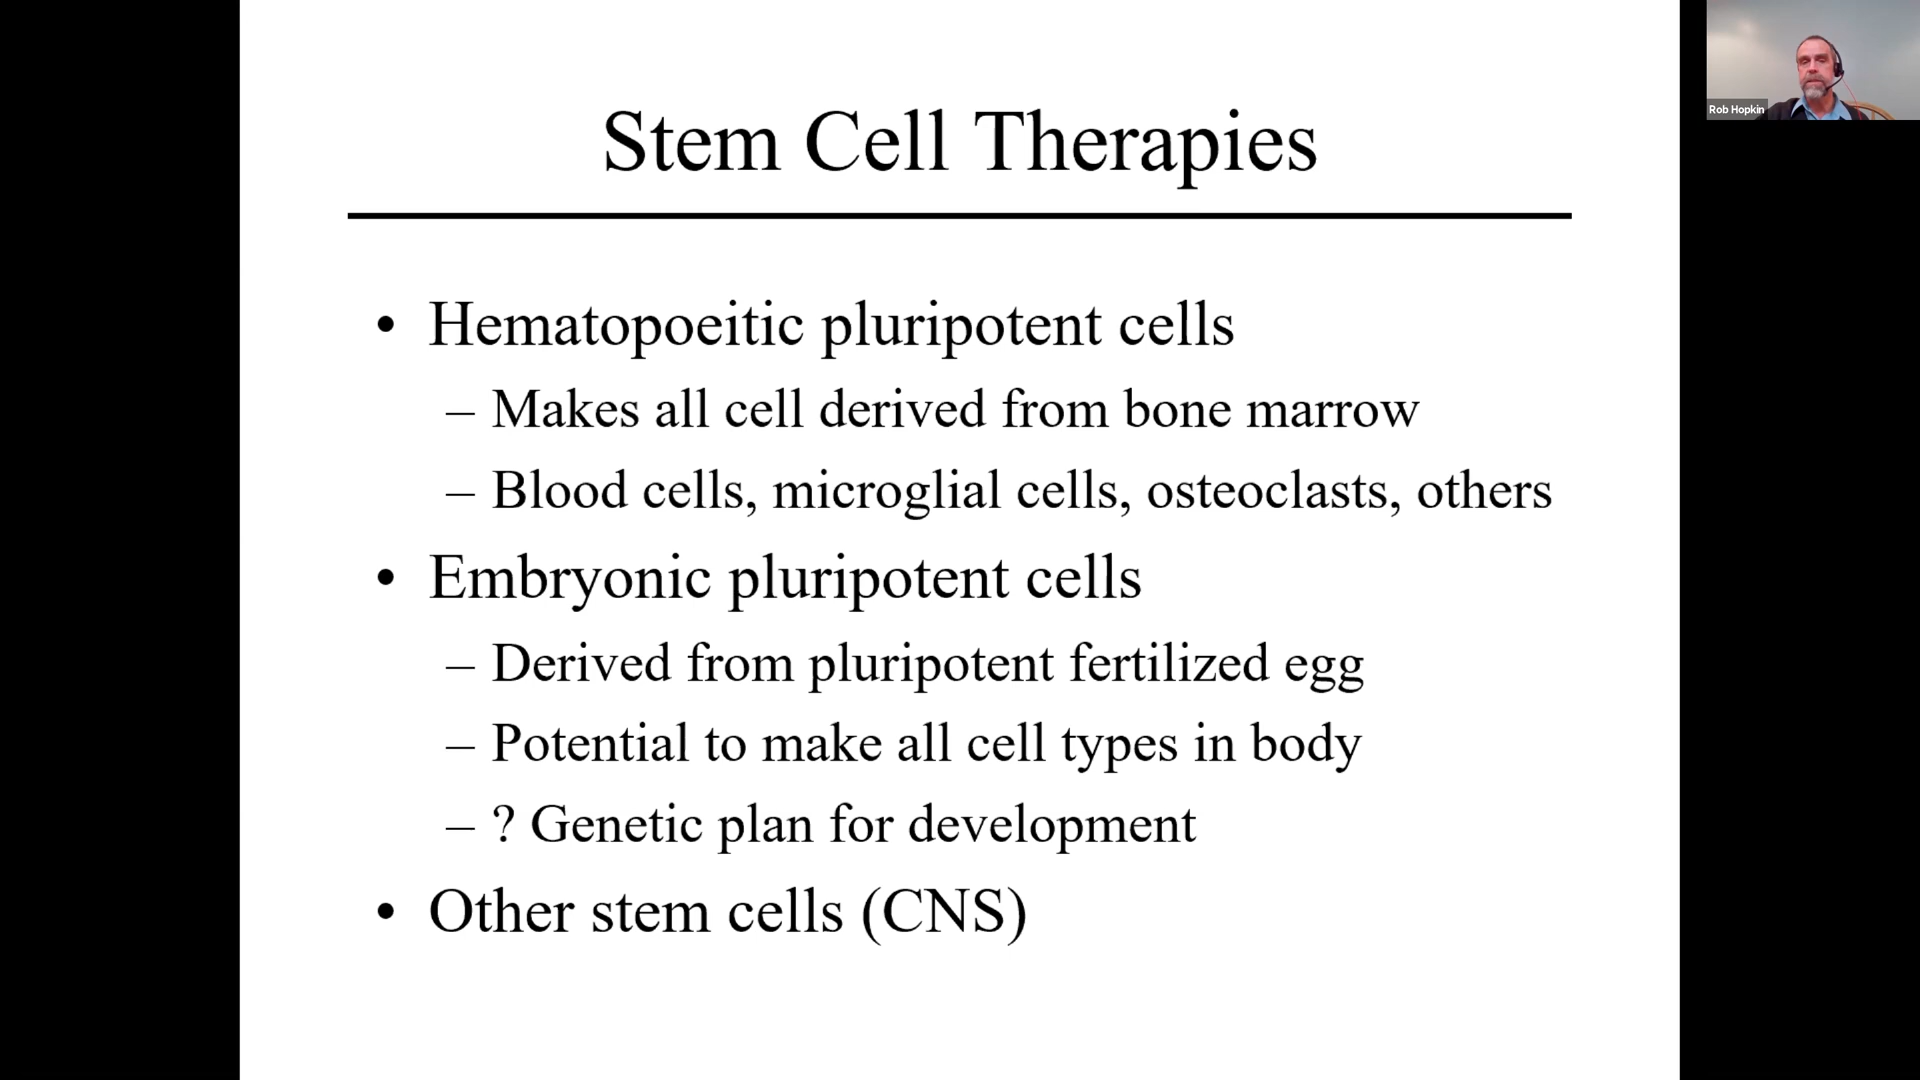 Stem Cell Therapies
• Hematopoeitic pluripotent cells
– Makes all cell derived from bone marrow
– Blood cells, microglial cells, osteoclasts, others
• Embryonic pluripotent cells
– Derived from pluripotent fertilized egg
– Potential to make all cell types in body
– ? Genetic plan for development
• Other stem cells (CNS)
Rob Hopkin